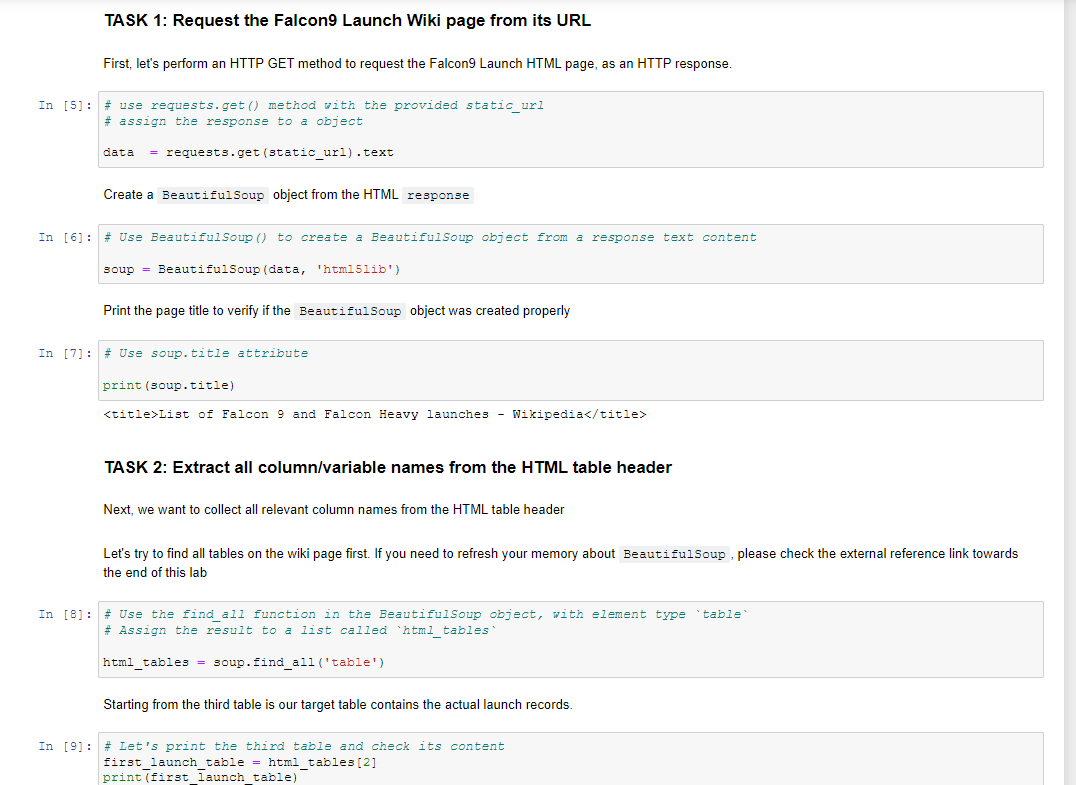 TASK 1: Request the Falcon9 Launch Wiki page from its URL
First, let's perform an HTTP GET method to request the Falcon9 Launch HTML page, as an HTTP response.
In [5]: # use requests.get() method with the provided static_url
# assign the response to a object
data  = requests.get(static_url).text
Create a BeautifulSoup object from the HTML response
In [6]: # Use BeautifulSoup() to create a BeautifulSoup object from a response text content
soup = BeautifulSoup(data, 'html5lib')
Print the page title to verify if the BeautifulSoup object was created properly
In [7]: # Use soup.title attribute
print(soup.title)
<title>List of Falcon 9 and Falcon Heavy launches - Wikipedia</title>
TASK 2: Extract all column/variable names from the HTML table header
Next, we want to collect all relevant column names from the HTML table header
Let's try to find all tables on the wiki page first. If you need to refresh your memory about BeautifulSoup, please check the external reference link towards
the end of this lab
In [8]: # Use the find_all function in the BeautifulSoup object, with element type `table`
# Assign the result to a list called `html_tables`
html_tables = soup.find_all('table')
Starting from the third table is our target table contains the actual launch records.
In [9]: # Let's print the third table and check its content
first_launch_table = html_tables[2]
print(first_launch_table)